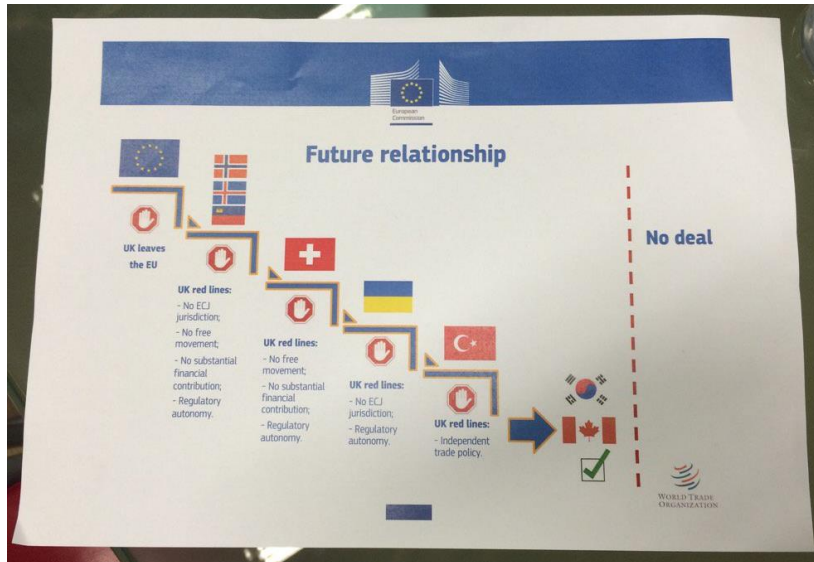 European
Commission
Future relationship
UK leaves
the EU
UK red lines:
- No ECJ
jurisdiction;
- No free
movement;
- No substantial
financial
contribution;
- Regulatory
autonomy.
UK red lines:
- No free
movement;
- No substantial
financial
contribution;
- Regulatory
autonomy.
UK red lines:
- No ECJ
jurisdiction;
- Regulatory
autonomy.
UK red lines:
- Independent
trade policy.
No deal
WORLD TRADE
ORGANIZATION